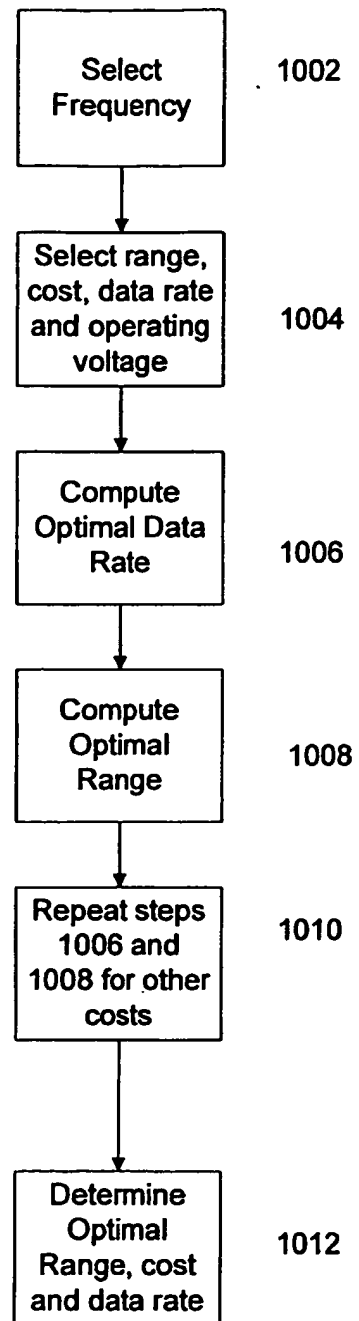 Select
Frequency
1002
Select range,
cost, data rate
and operating
voltage
1004
Compute
Optimal Data
Rate
1006
Compute
Optimal
Range
1008
Repeat steps
1006 and
1008 for other
costs
1010
Determine
Optimal
Range, cost
and data rate
1012